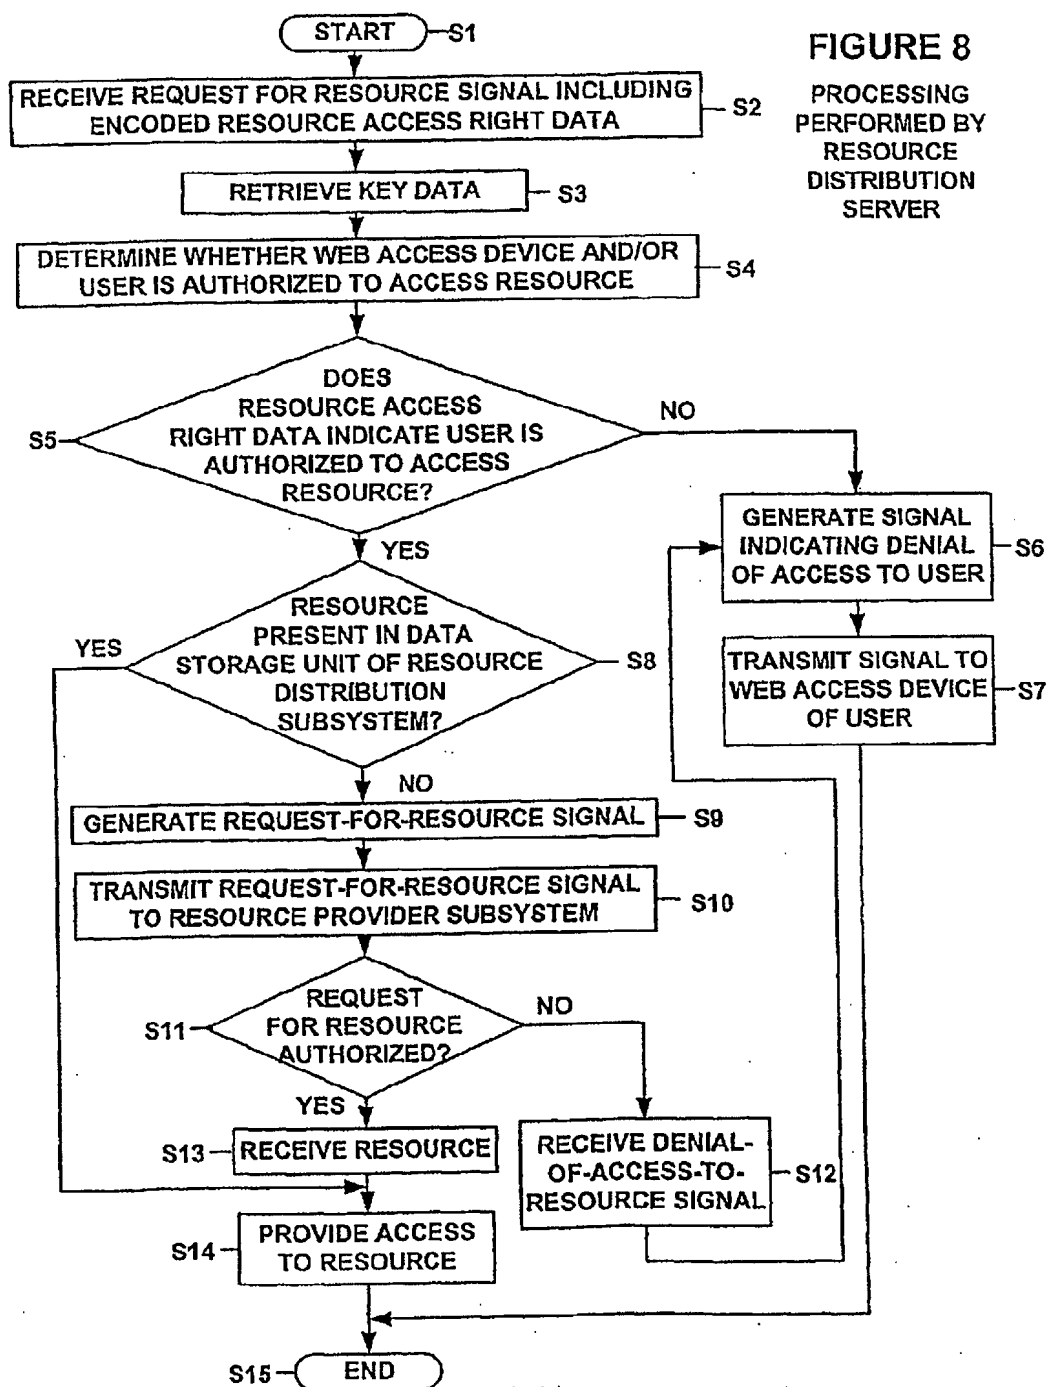 START
S1
FIGURE 8
PROCESSING
PERFORMED BY
RESOURCE
DISTRIBUTION
SERVER
RECEIVE REQUEST FOR RESOURCE SIGNAL INCLUDING
ENCODED RESOURCE ACCESS RIGHT DATA
S2
RETRIEVE KEY DATA
S3
DETERMINE WHETHER WEB ACCESS DEVICE AND/OR
USER IS AUTHORIZED TO ACCESS RESOURCE
S4
DOES
RESOURCE ACCESS
RIGHT DATA INDICATE USER IS
AUTHORIZED TO ACCESS
RESOURCE?
S5
NO
YES
GENERATE SIGNAL
INDICATING DENIAL
OF ACCESS TO USER
S6
RESOURCE
PRESENT IN DATA
STORAGE UNIT OF RESOURCE
DISTRIBUTION
SUBSYSTEM?
YES
S8
TRANSMIT SIGNAL TO
WEB ACCESS DEVICE
OF USER
S7
NO
GENERATE REQUEST-FOR-RESOURCE SIGNAL
S9
TRANSMIT REQUEST-FOR-RESOURCE SIGNAL
TO RESOURCE PROVIDER SUBSYSTEM
S10
REQUEST
FOR RESOURCE
AUTHORIZED?
S11
NO
YES
S13
RECEIVE RESOURCE
RECEIVE DENIAL-
OF-ACCESS-TO-
RESOURCE SIGNAL
S12
PROVIDE ACCESS
TO RESOURCE
S14
S15
END